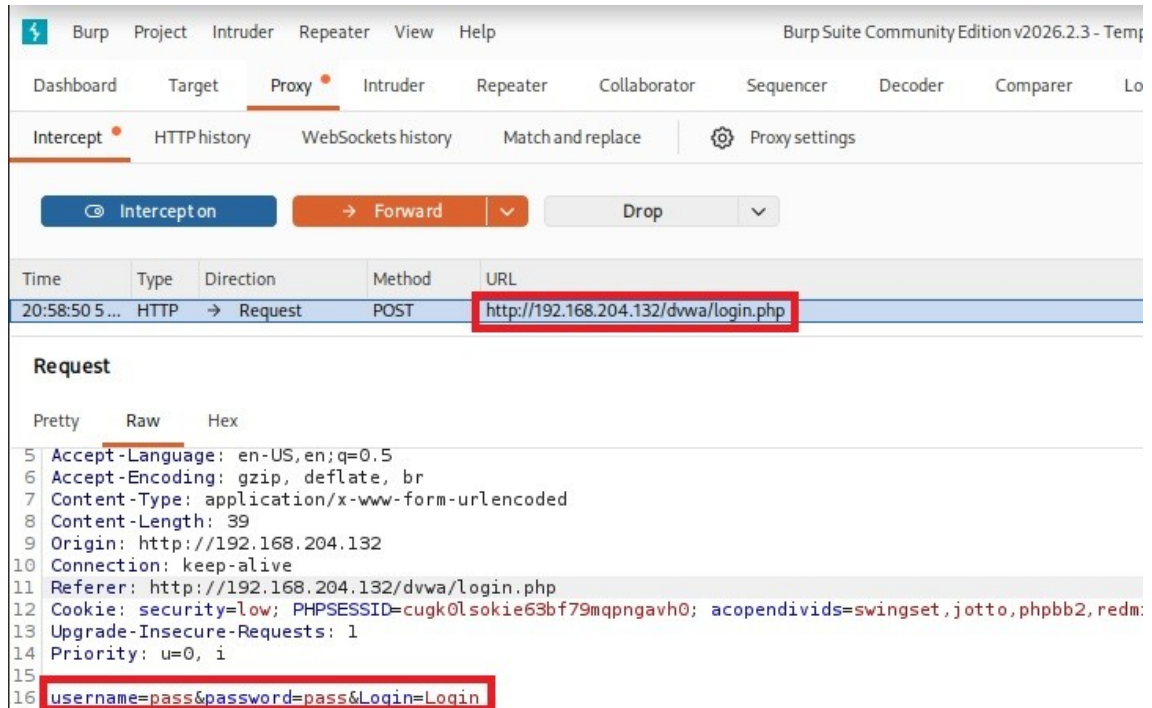 Burp Project Intruder Repeater View Help Burp Suite Community Edition v2026.2.3 - Temp
Dashboard Target Proxy Intruder Repeater Collaborator Sequencer Decoder Comparer Lo
Intercept HTTP history WebSockets history Match and replace Proxy settings
Intercept on → Forward Drop
Time Type Direction Method URL
20:58:50 5... HTTP → Request POST http://192.168.204.132/dvwa/login.php
Request
Pretty Raw Hex
5 Accept-Language: en-US,en;q=0.5
6 Accept-Encoding: gzip, deflate, br
7 Content-Type: application/x-www-form-urlencoded
8 Content-Length: 39
9 Origin: http://192.168.204.132
10 Connection: keep-alive
11 Referer: http://192.168.204.132/dvwa/login.php
12 Cookie: security=low; PHPSESSID=cugk0lsokie63bf79mqpngavh0; acopendivids=swingset,jotto,phpbb2,redm
13 Upgrade-Insecure-Requests: 1
14 Priority: u=0, i
15
16 username=pass&password=pass&Login=Login